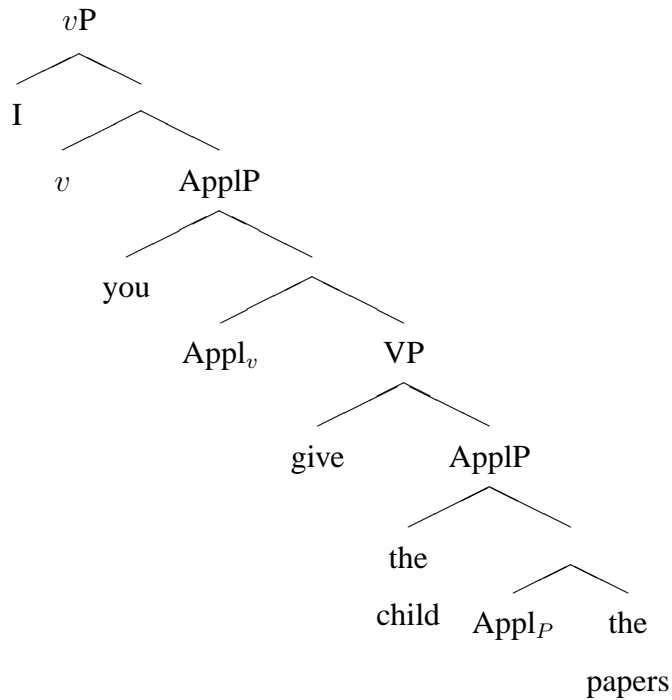 vP
I
v ApplP
you
Appl_v VP
give ApplP
the
child Appl_P the
papers